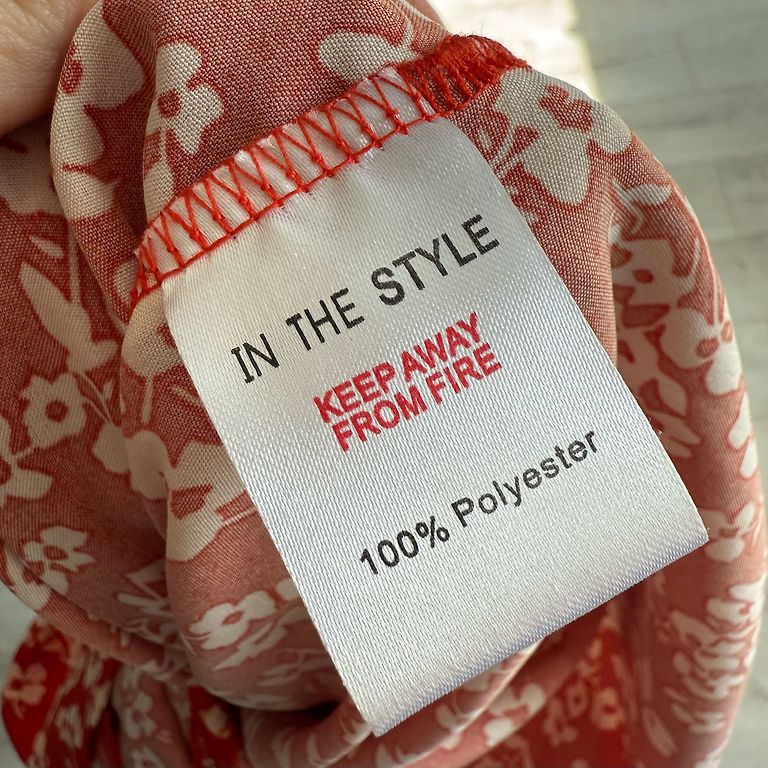 IN THE STYLE
KEEP AWAY
FROM FIRE
100% Polyester